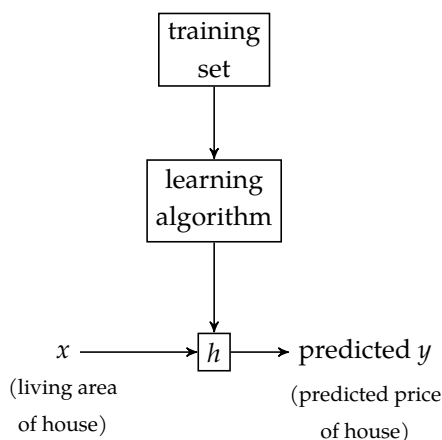 training
set
learning
algorithm
x
h
predicted y
(living area
of house)
(predicted price
of house)